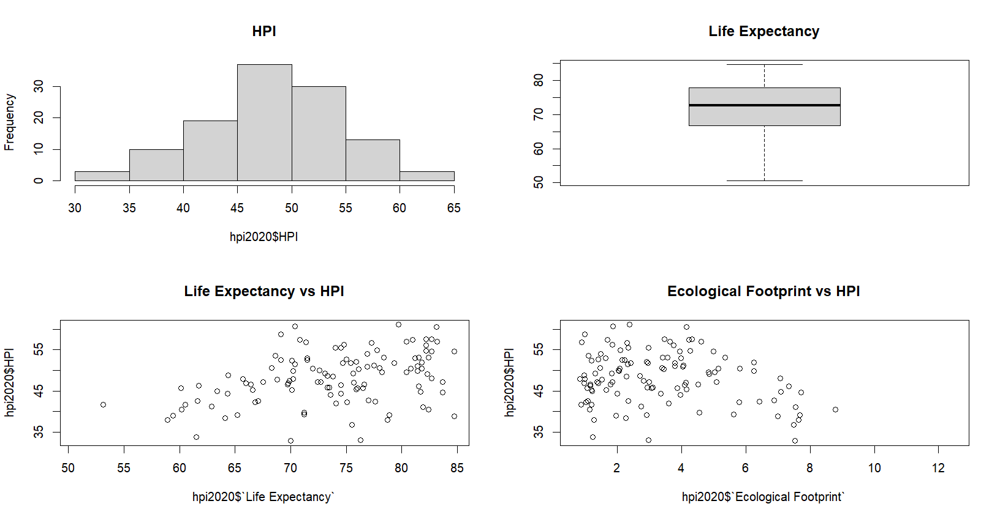 HPI
Frequency
0 10 20 30
30 35 40 45 50 55 60 65
hpi2020$HPI
Life Expectancy
50 60 70 80
Life Expectancy vs HPI
hpi2020$HPI
35 45 55
50 55 60 65 70 75 80 85
hpi2020$`Life Expectancy`
Ecological Footprint vs HPI
hpi2020$HPI
35 45 55
2 4 6 8 10 12
hpi2020$`Ecological Footprint`